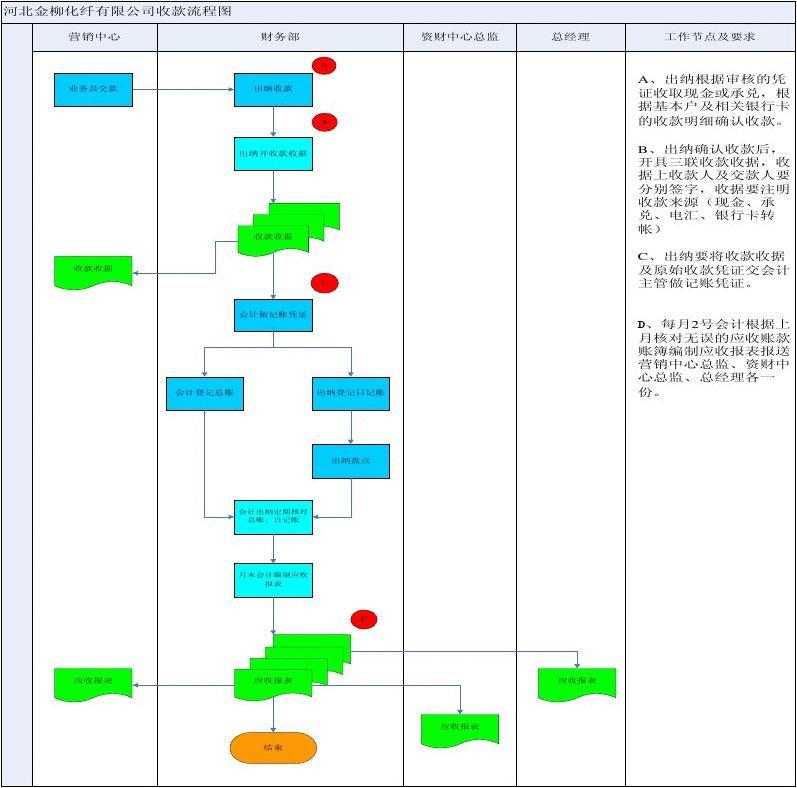 河北金柳化纤有限公司收款流程图
营销中心
财务部
资财中心总监
总经理
工作节点及要求
业务员交款
出纳收款
A
B
出纳开收款收据
收款收据
收款收据
C
会计做记账凭证
会计登记总账
出纳登记日记账
出纳盘点
会计出纳定期核对
总账、日记账
月末会计编制应收
报表
D
应收报表
应收报表
应收报表
应收报表
结束
A、出纳根据审核的凭
证收取现金或承兑，根
据基本户及相关银行卡
的收款明细确认收款。
B、出纳确认收款后，
开具三联收款收据，收
据上收款人及交款人要
分别签字，收据要注明
收款来源（现金、承
兑、电汇、银行卡转
帐）
C、出纳要将收款收据
及原始收款凭证交会计
主管做记账凭证。
D、每月2号会计根据上
月核对无误的应收账款
账簿编制应收报表报送
营销中心总监、资财中
心总监、总经理各一
份。